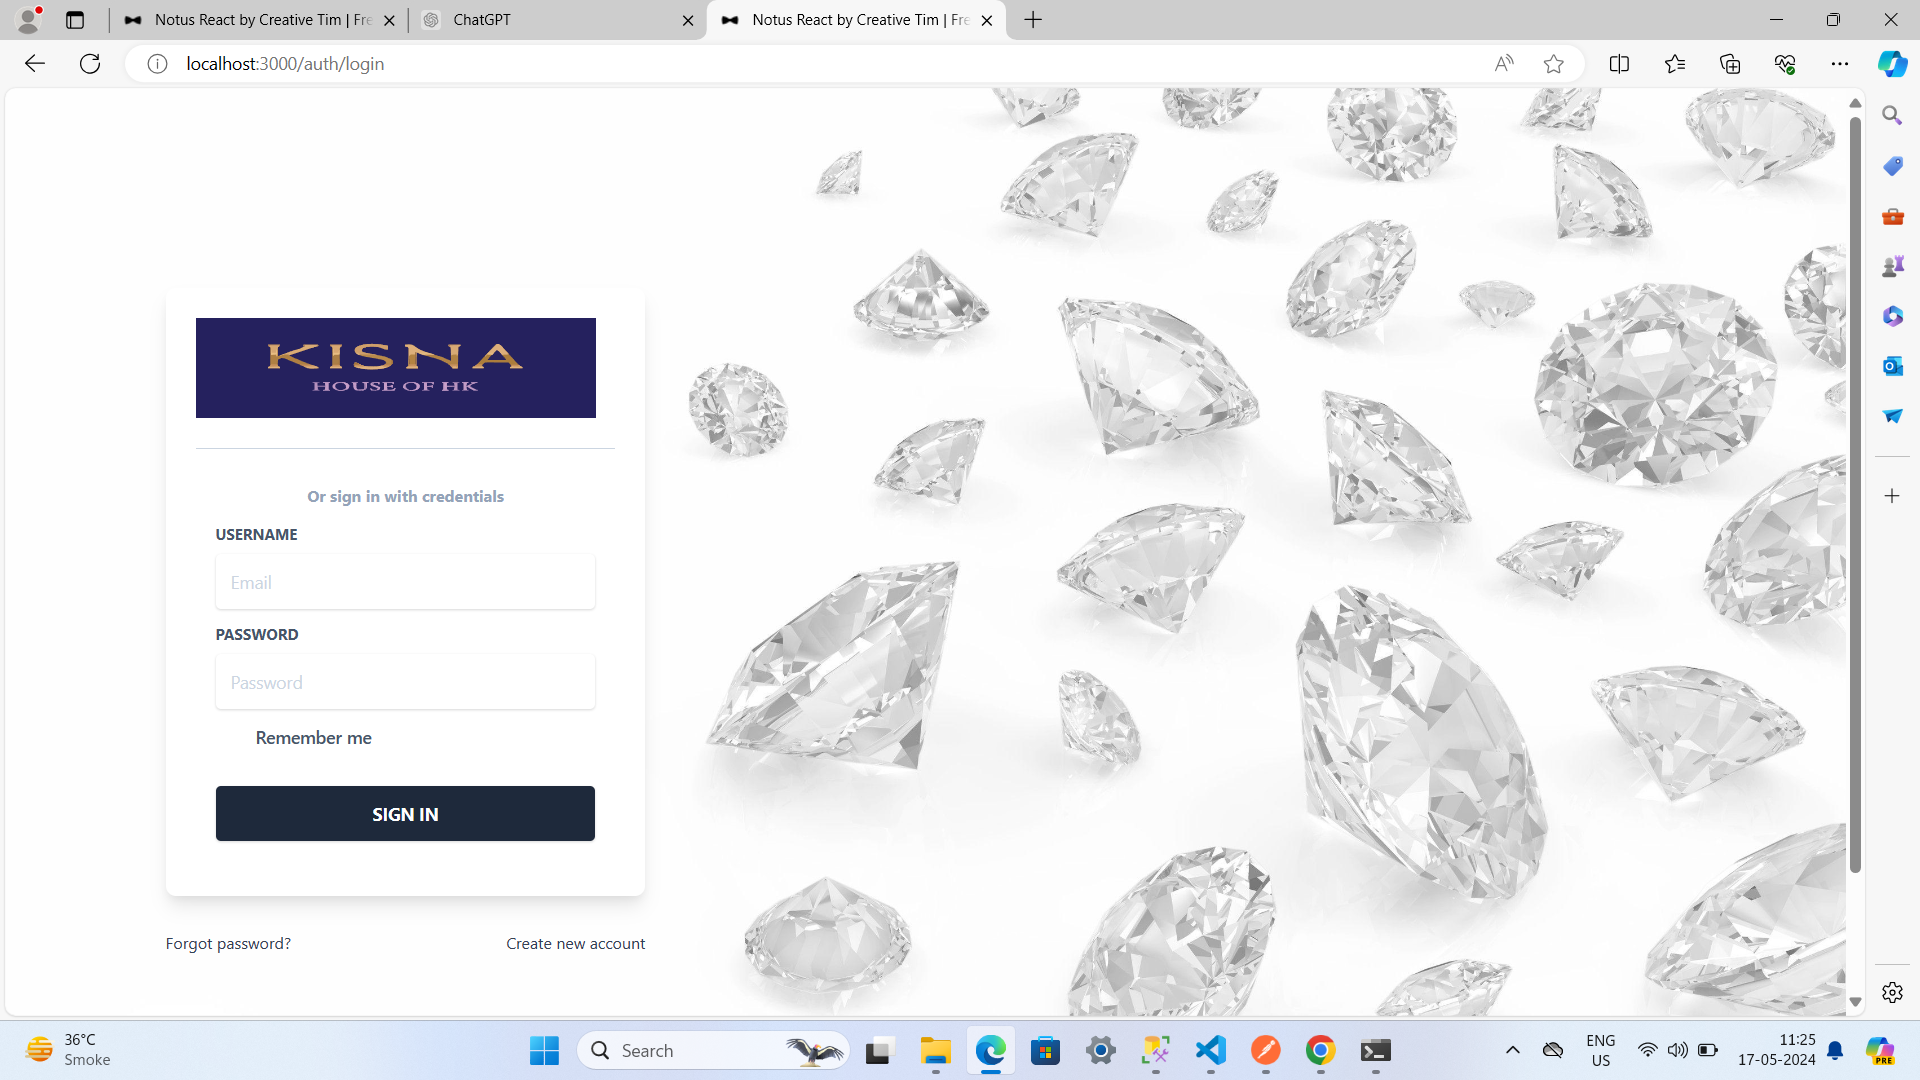 Notus React by Creative Tim | Fre
ChatGPT
Notus React by Creative Tim | Fre
localhost:3000/auth/login
KISNA
HOUSE OF HK
Or sign in with credentials
USERNAME
Email
PASSWORD
Password
Remember me
SIGN IN
Forgot password?
Create new account
36°C
Smoke
Search
ENG
US
11:25
17-05-2024
PRE